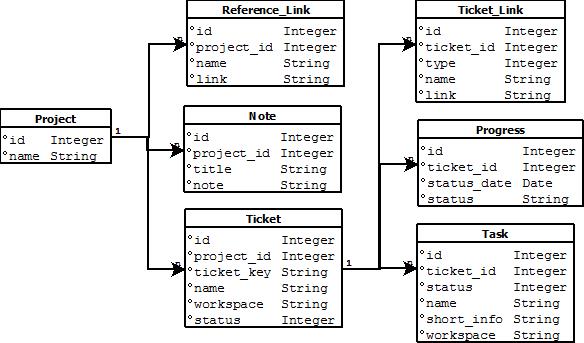 Reference_Link
id Integer
project_id Integer
name String
link String
Ticket_Link
id Integer
ticket_id Integer
type Integer
name String
link String
Project
id Integer
name String
1
Note
id Integer
project_id Integer
title String
note String
Progress
id Integer
ticket_id Integer
status_date Date
status String
Ticket
id Integer
project_id Integer
ticket_key String
name String
workspace String
status Integer
1
Task
id Integer
ticket_id Integer
status Integer
name String
short_info String
workspace String